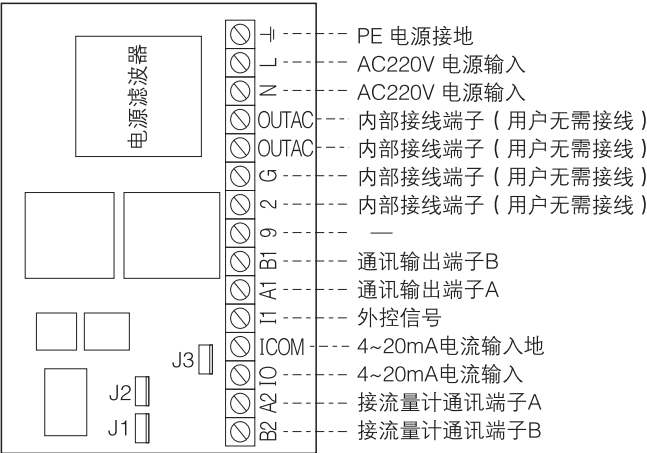 电源滤波器
⏚ PE 电源接地
L AC220V 电源输入
N AC220V 电源输入
OUTAC 内部接线端子（用户无需接线）
OUTAC 内部接线端子（用户无需接线）
G 内部接线端子（用户无需接线）
2 内部接线端子（用户无需接线）
9 —
B1 通讯输出端子B
A1 通讯输出端子A
I1 外控信号
ICOM 4~20mA电流输入地
IO 4~20mA电流输入
A2 接流量计通讯端子A
B2 接流量计通讯端子B
J3
J2
J1